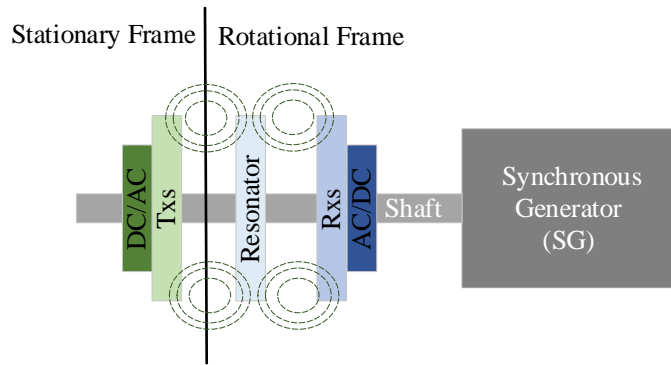 Stationary Frame
Rotational Frame
DC/AC
Txs
Resonator
Rxs
AC/DC
Shaft
Synchronous
Generator
(SG)